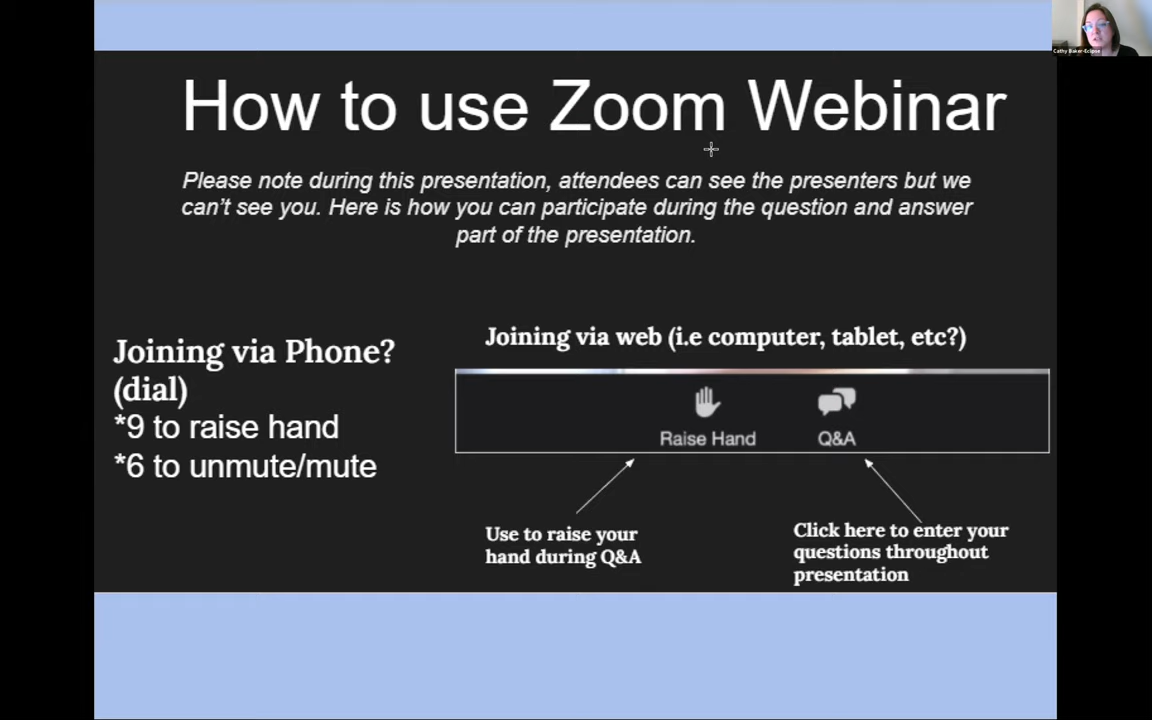 How to use Zoom Webinar
Please note during this presentation, attendees can see the presenters but we
can't see you. Here is how you can participate during the question and answer
part of the presentation.
Joining via Phone?
(dial)
*9 to raise hand
*6 to unmute/mute
Joining via web (i.e computer, tablet, etc?)
Raise Hand
Q&A
Use to raise your
hand during Q&A
Click here to enter your
questions throughout
presentation
Cathy Baker-Eclipse